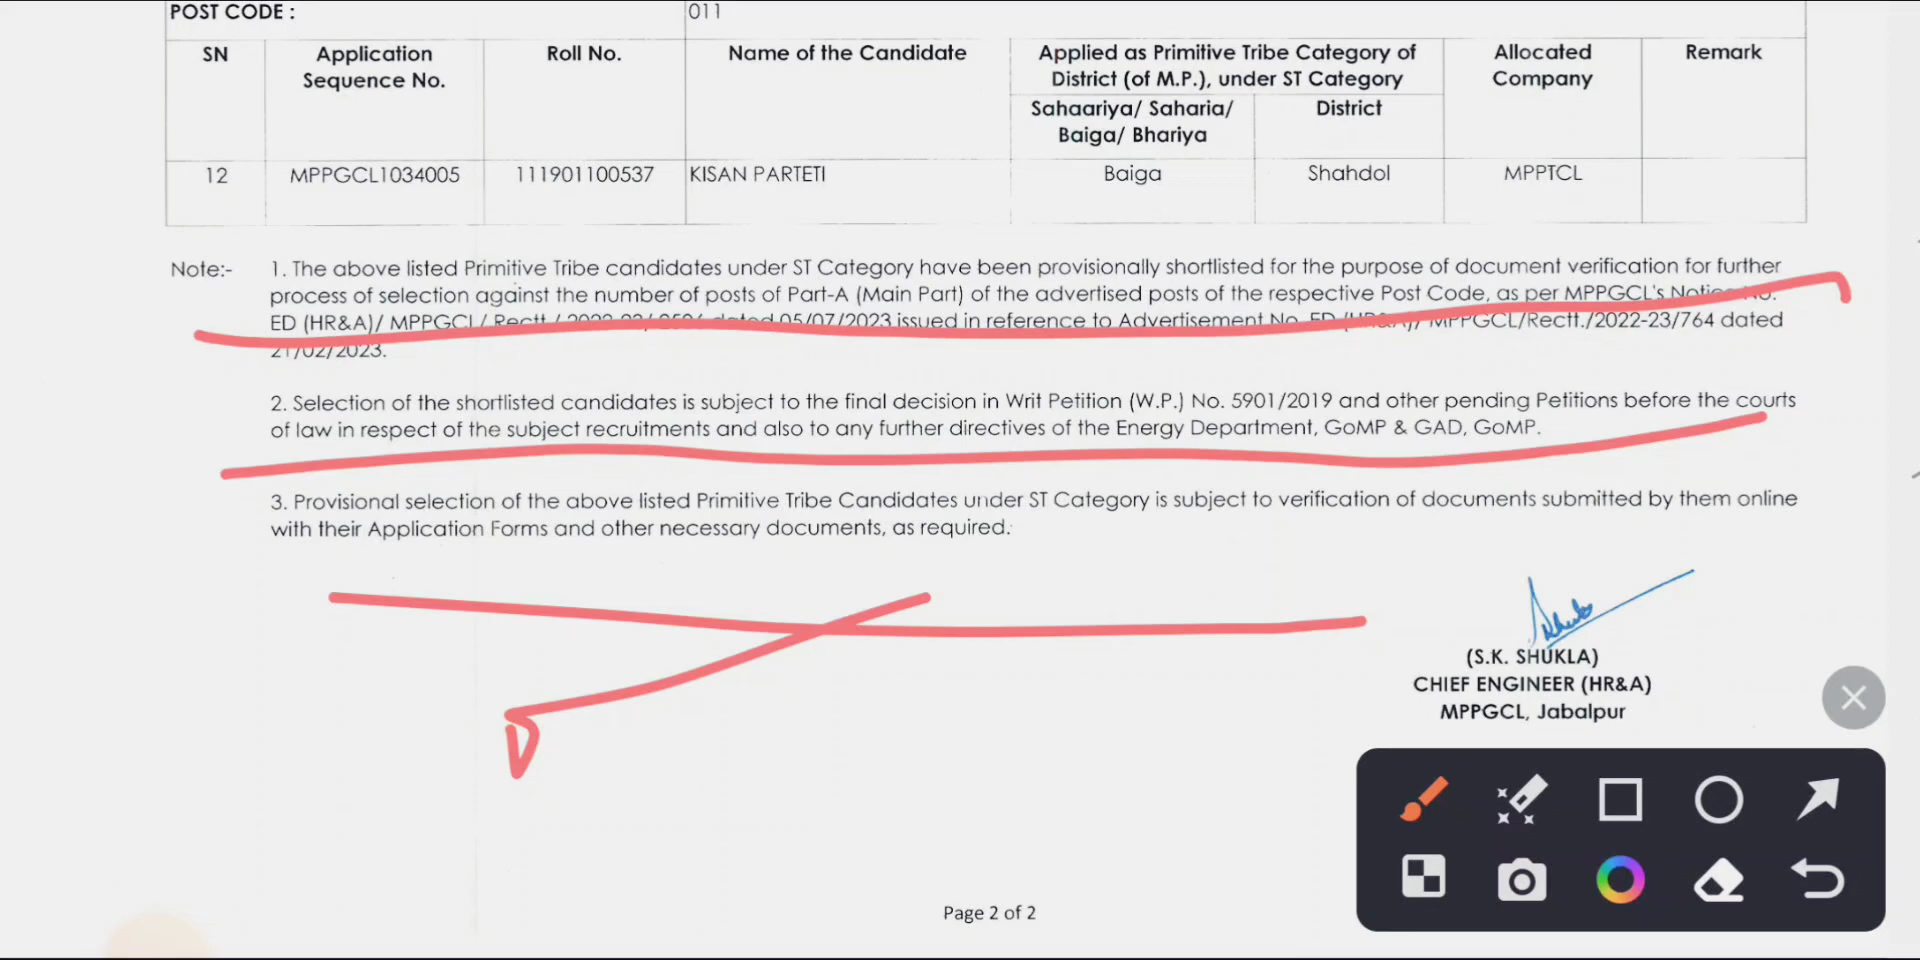 POST CODE : 011
SN Application Sequence No. Roll No. Name of the Candidate Applied as Primitive Tribe Category of District (of M.P.), under ST Category Allocated Company Remark
Sahaariya/ Saharia/ Baiga/ Bhariya District
12 MPPGCL1034005 111901100537 KISAN PARTETI Baiga Shahdol MPPTCL
Note:- 1. The above listed Primitive Tribe candidates under ST Category have been provisionally shortlisted for the purpose of document verification for further
process of selection against the number of posts of Part-A (Main Part) of the advertised posts of the respective Post Code, as per MPPGCL's Notice No.
ED (HR&A)/ MPPGCL/ Rectt./ dated 05/07/2023 issued in reference to Advertisement No. ED (HR&A)/ MPPGCL/Rectt./2022-23/764 dated
21/02/2023.
2. Selection of the shortlisted candidates is subject to the final decision in Writ Petition (W.P.) No. 5901/2019 and other pending Petitions before the courts
of law in respect of the subject recruitments and also to any further directives of the Energy Department, GoMP & GAD, GoMP.
3. Provisional selection of the above listed Primitive Tribe Candidates under ST Category is subject to verification of documents submitted by them online
with their Application Forms and other necessary documents, as required.
(S.K. SHUKLA)
CHIEF ENGINEER (HR&A)
MPPGCL, Jabalpur
Page 2 of 2